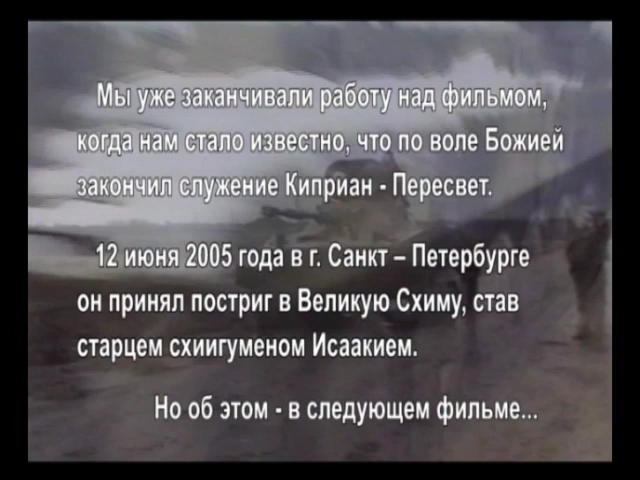 Мы уже заканчивали работу над фильмом,
когда нам стало известно, что по воле Божией
закончил служение Киприан - Пересвет.
12 июня 2005 года в г. Санкт – Петербурге
он принял постриг в Великую Схиму, став
старцем схиигуменом Исаакием.
Но об этом - в следующем фильме...